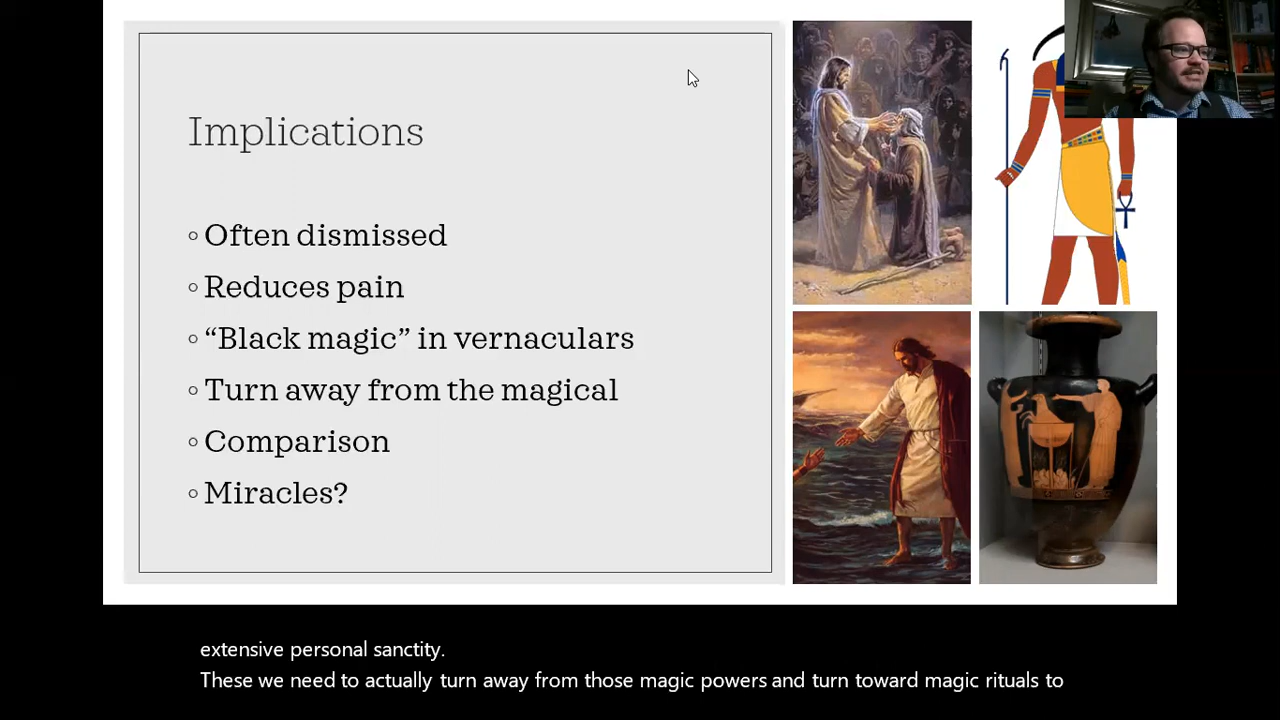 Implications
◦ Often dismissed
◦ Reduces pain
◦ “Black magic” in vernaculars
◦ Turn away from the magical
◦ Comparison
◦ Miracles?
extensive personal sanctity.
These we need to actually turn away from those magic powers and turn toward magic rituals to